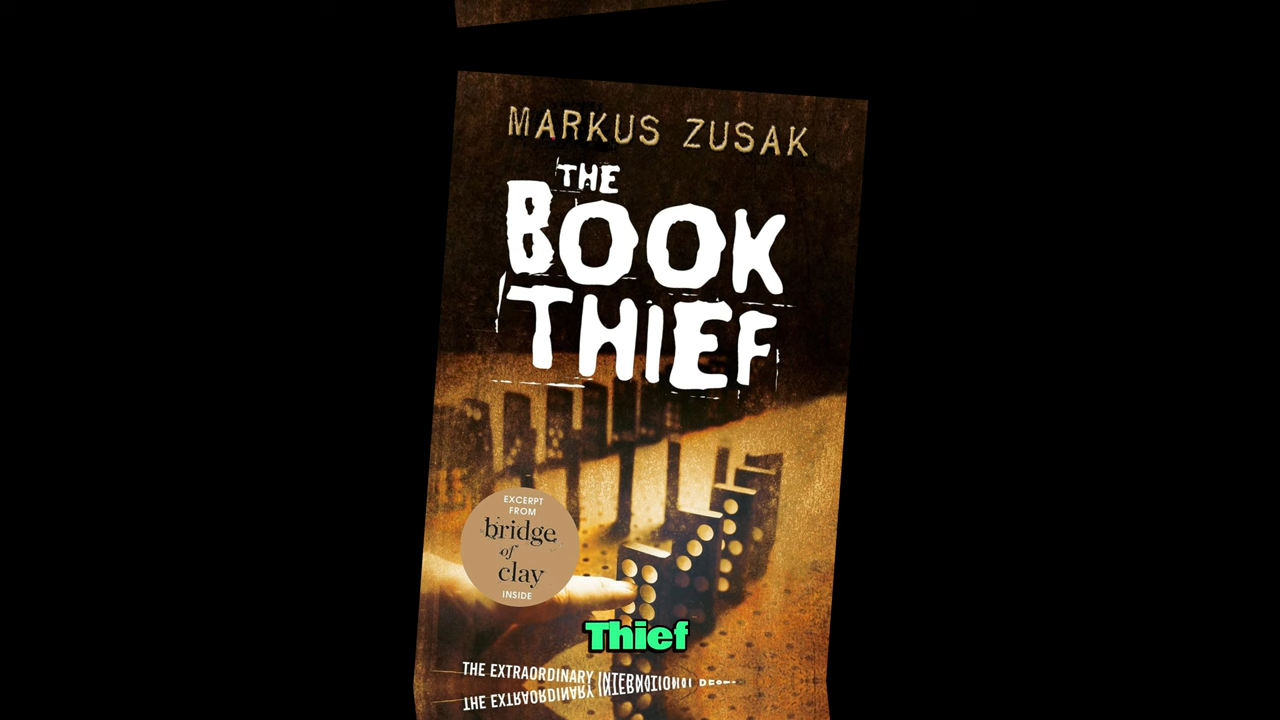 MARKUS ZUSAK
THE
BOOK
THIEF
EXCERPT
FROM
bridge
of
clay
INSIDE
Thief
THE EXTRAORDINARY
THE EXTRAORDINARY